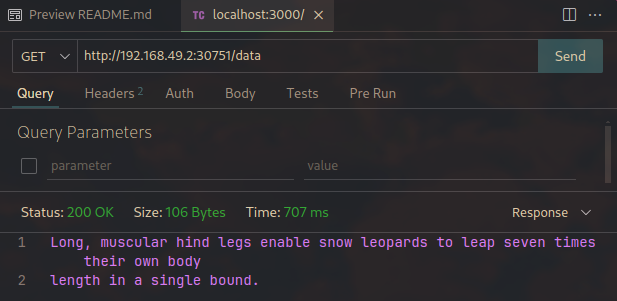 Preview README.md
TC localhost:3000/
GET http://192.168.49.2:30751/data Send
Query Headers 2 Auth Body Tests Pre Run
Query Parameters
parameter value
Status: 200 OK Size: 106 Bytes Time: 707 ms Response
1 Long, muscular hind legs enable snow leopards to leap seven times
their own body
2 length in a single bound.